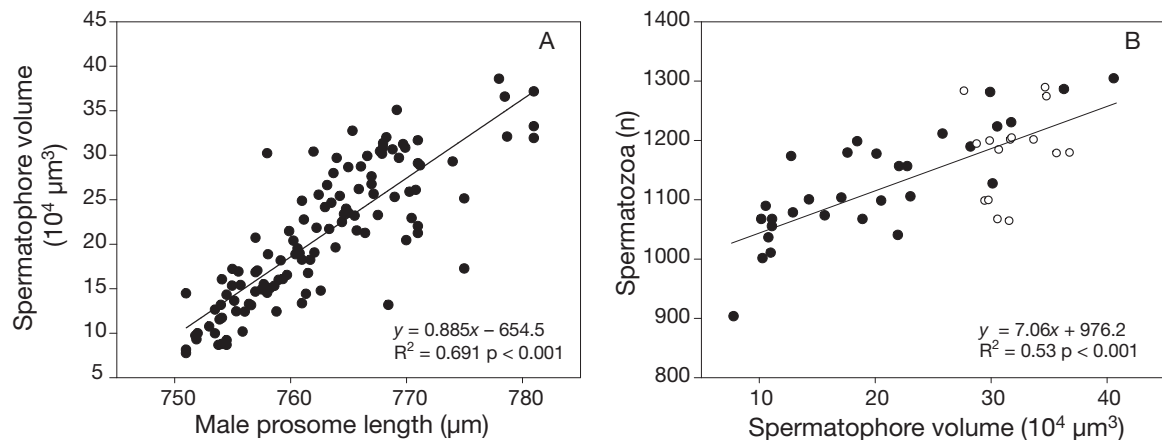 A
Spermatophore volume
(10⁴ µm³)
45
40
35
30
25
20
15
10
5
y = 0.885x – 654.5
R² = 0.691 p < 0.001
750
760
770
780
Male prosome length (µm)
B
Spermatozoa (n)
1400
1300
1200
1100
1000
900
800
y = 7.06x + 976.2
R² = 0.53 p < 0.001
10
20
30
40
Spermatophore volume (10⁴ µm³)